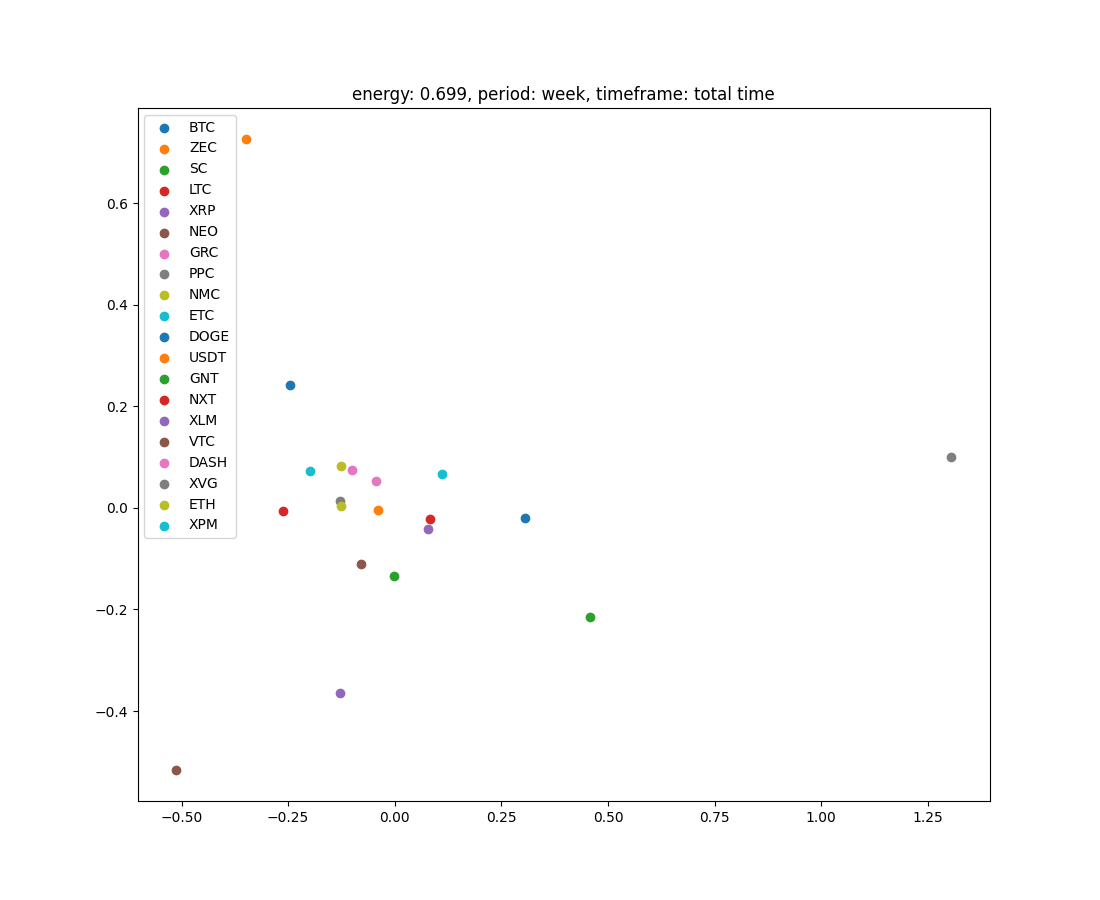 energy: 0.699, period: week, timeframe: total time
BTC
ZEC
SC
LTC
XRP
NEO
GRC
PPC
NMC
ETC
DOGE
USDT
GNT
NXT
XLM
VTC
DASH
XVG
ETH
XPM
0.6
0.4
0.2
0.0
−0.2
−0.4
−0.50 −0.25 0.00 0.25 0.50 0.75 1.00 1.25